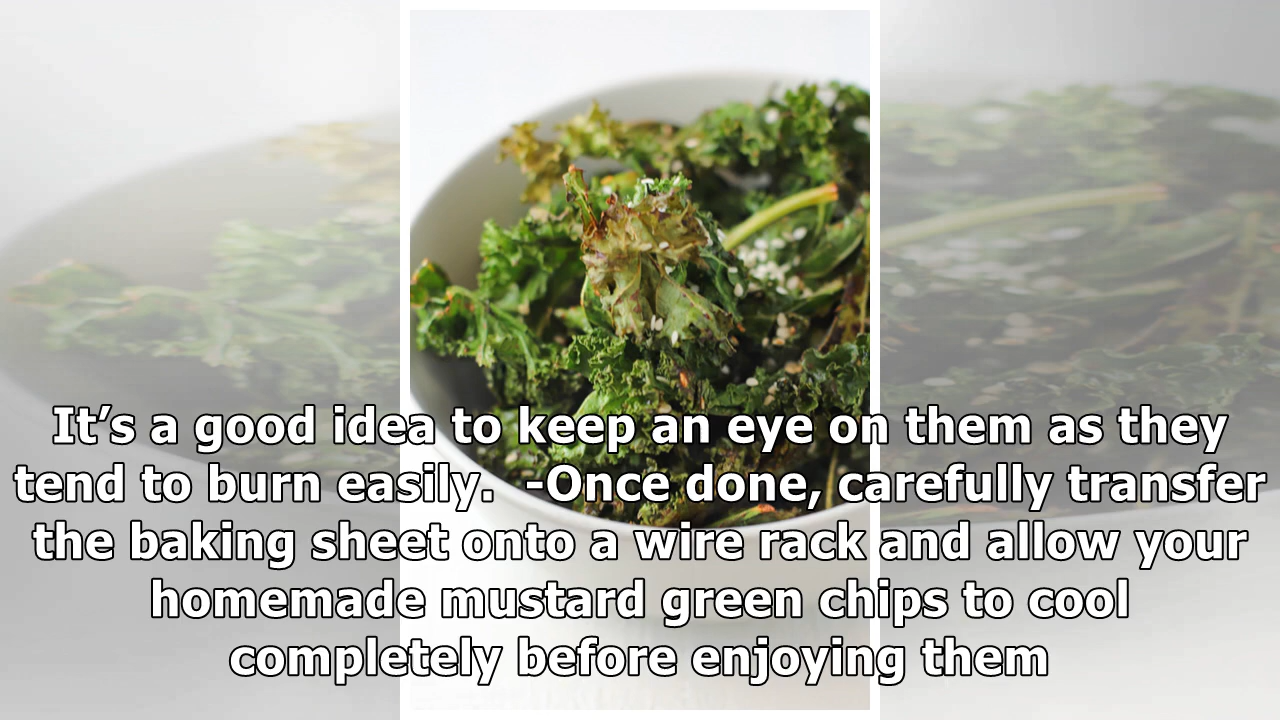 It’s a good idea to keep an eye on them as they
tend to burn easily.  -Once done, carefully transfer
the baking sheet onto a wire rack and allow your
homemade mustard green chips to cool
completely before enjoying them